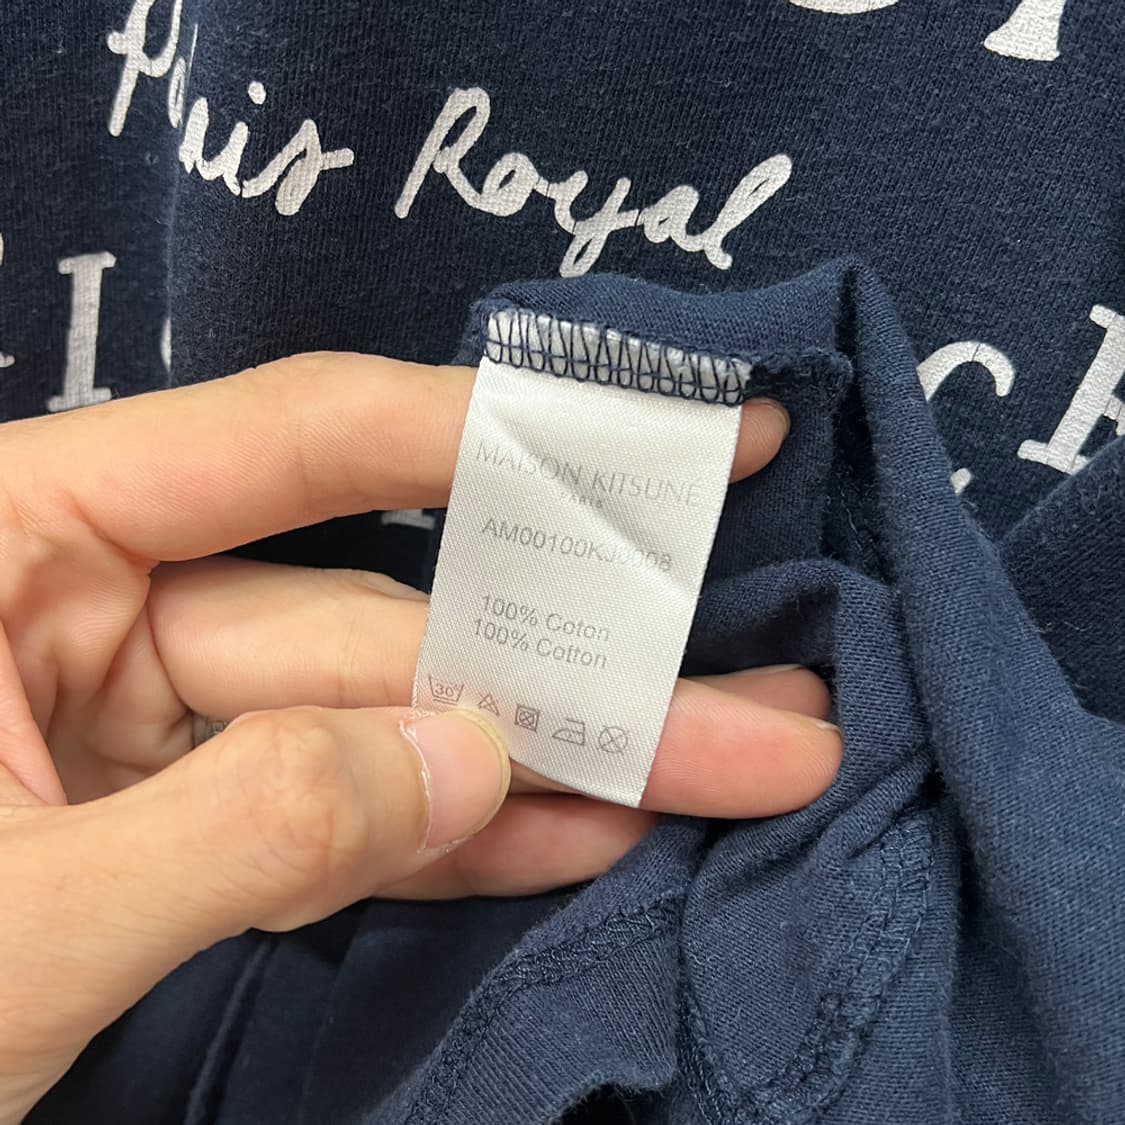 Palais Royal
MAISON KITSUNÉ
PARIS
AM00100KJ0008
100% Coton
100% Cotton
30°